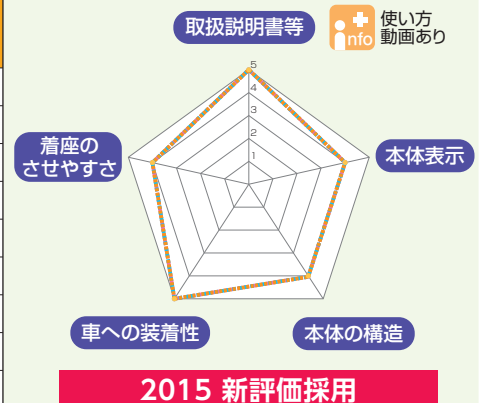 取扱説明書等
info
使い方
動画あり
5
4
3
2
1
着座の
させやすさ
本体表示
車への装着性
本体の構造
2015 新評価採用